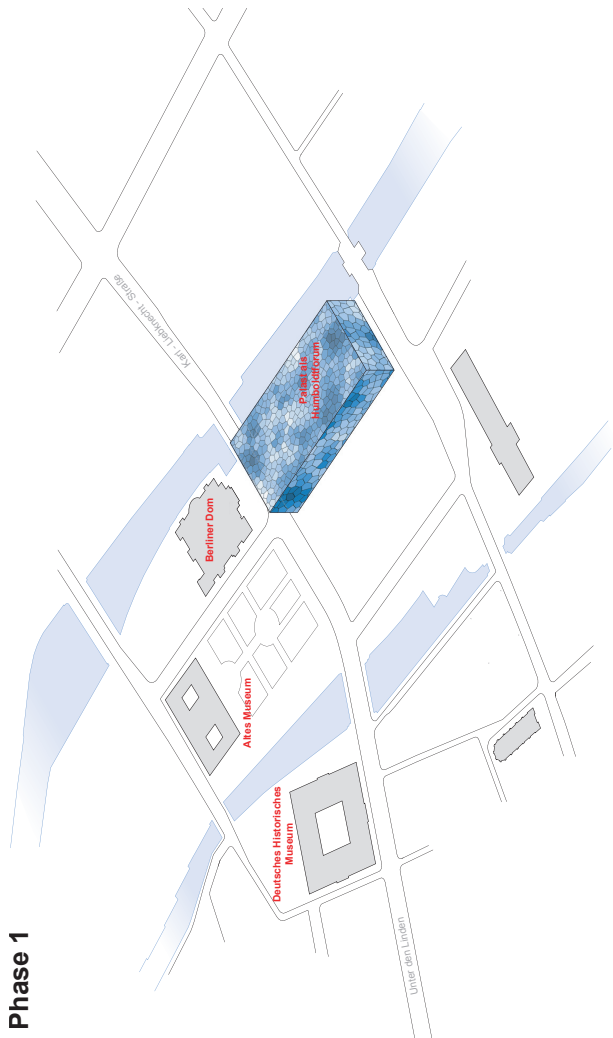 Phase 1
Karl - Liebknecht - Straße
Palast als
Humboldtforum
Berliner Dom
Altes Museum
Deutsches Historisches
Museum
Unter den Linden